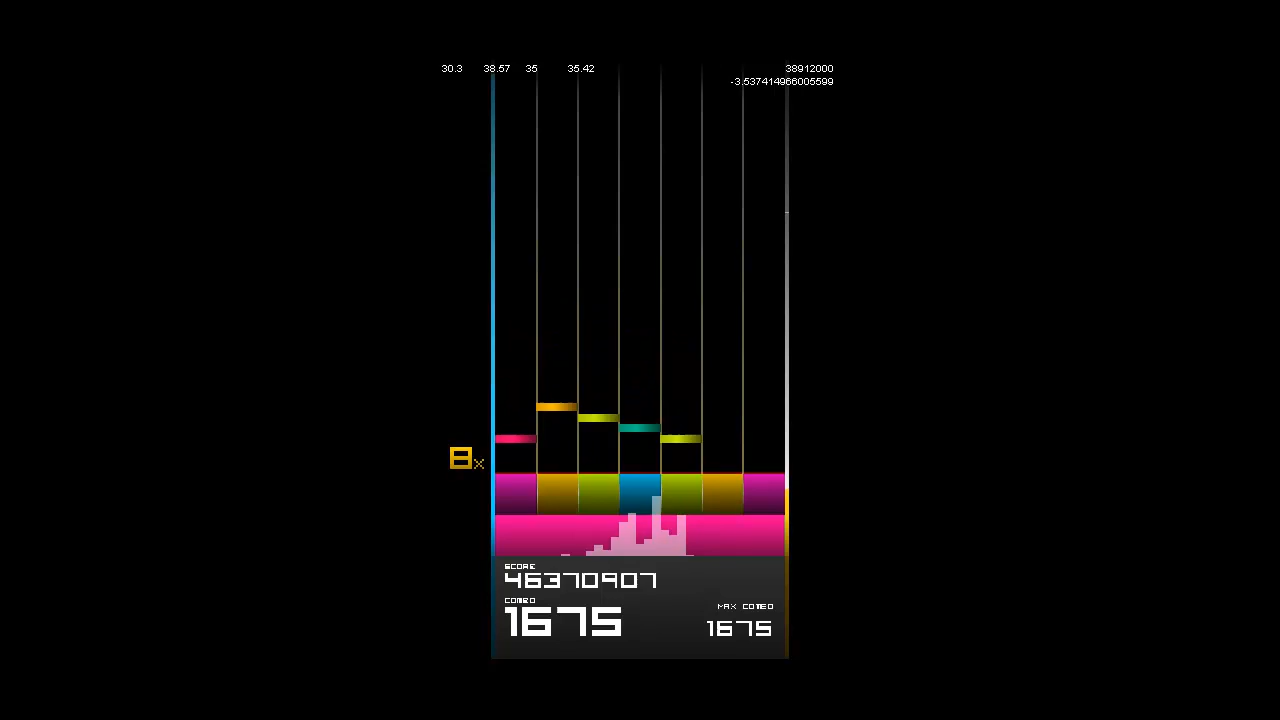 30.3 38.57 35 35.42 38912000
-3.537414966005599
8x
SCORE
46370907
COMBO
MAX COMBO
1675
1675